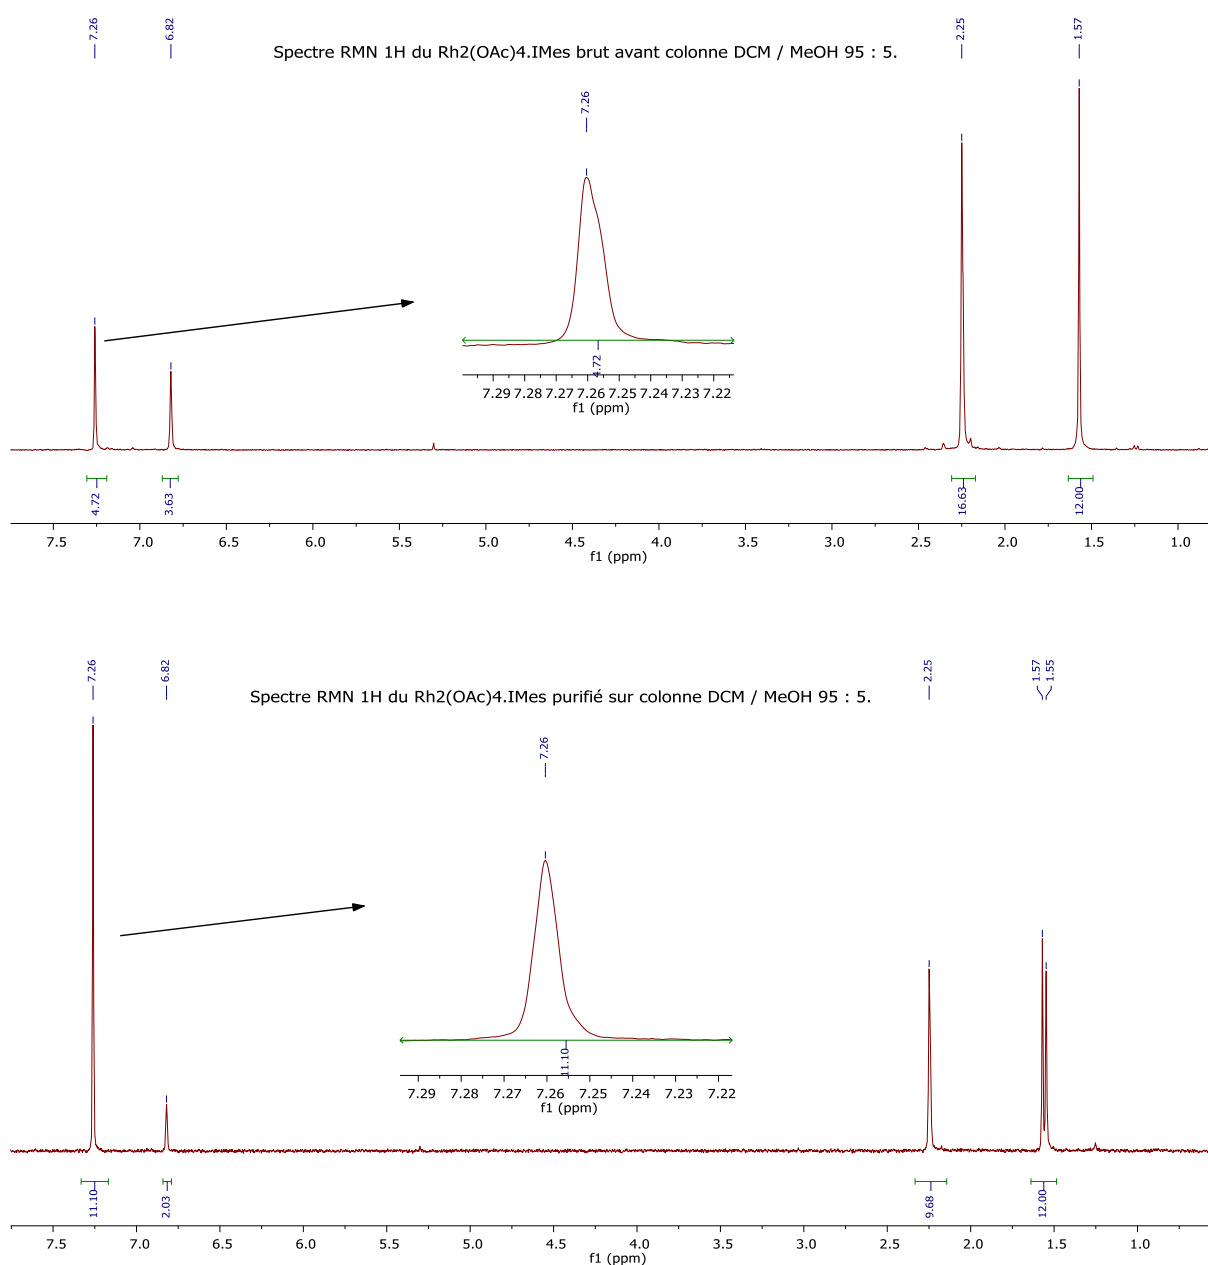 7.26 6.82 2.25 1.57
Spectre RMN 1H du Rh2(OAc)4.IMes brut avant colonne DCM / MeOH 95 : 5.
7.26
4.72
7.29 7.28 7.27 7.26 7.25 7.24 7.23 7.22
f1 (ppm)
4.72 3.63 16.63 12.00
7.5 7.0 6.5 6.0 5.5 5.0 4.5 4.0 3.5 3.0 2.5 2.0 1.5 1.0
f1 (ppm)
7.26 6.82 2.25 1.57 1.55
Spectre RMN 1H du Rh2(OAc)4.IMes purifié sur colonne DCM / MeOH 95 : 5.
7.26
11.10
7.29 7.28 7.27 7.26 7.25 7.24 7.23 7.22
f1 (ppm)
11.10 2.03 9.68 12.00
7.5 7.0 6.5 6.0 5.5 5.0 4.5 4.0 3.5 3.0 2.5 2.0 1.5 1.0
f1 (ppm)